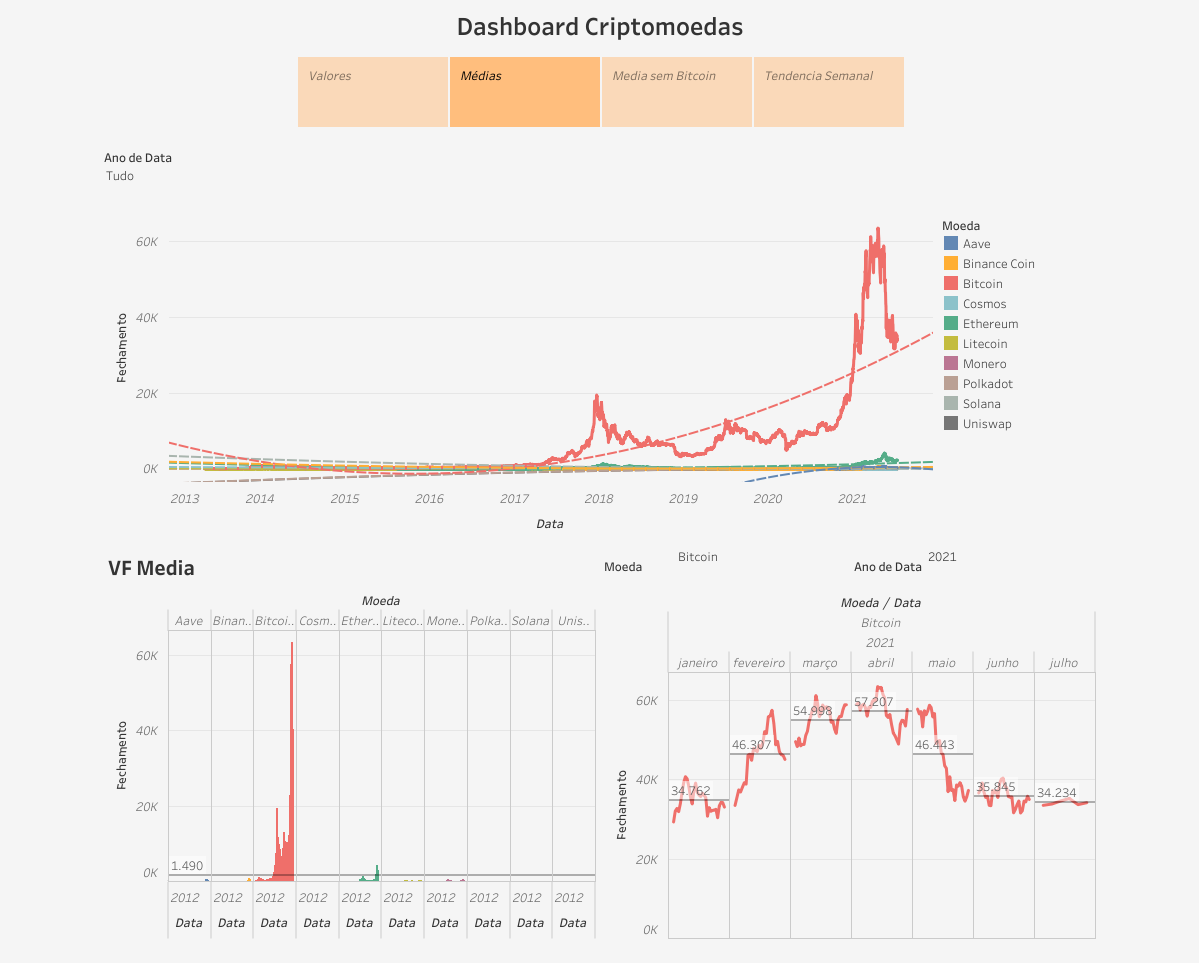 Dashboard Criptomoedas
Valores
Médias
Media sem Bitcoin
Tendencia Semanal
Ano de Data
Tudo
Fechamento
60K
40K
20K
0K
2013 2014 2015 2016 2017 2018 2019 2020 2021
Data
Moeda
Aave
Binance Coin
Bitcoin
Cosmos
Ethereum
Litecoin
Monero
Polkadot
Solana
Uniswap
VF Media
Moeda
Aave Binan.. Bitcoi.. Cosm.. Ether.. Liteco.. Mone.. Polka.. Solana Unis..
Fechamento
60K
40K
20K
0K
1.490
2012 2012 2012 2012 2012 2012 2012 2012 2012 2012
Data Data Data Data Data Data Data Data Data Data
Moeda Bitcoin
Ano de Data 2021
Moeda / Data
Bitcoin
2021
janeiro fevereiro março abril maio junho julho
Fechamento
60K
40K
20K
0K
34.762
46.307
54.998
57.207
46.443
35.845
34.234